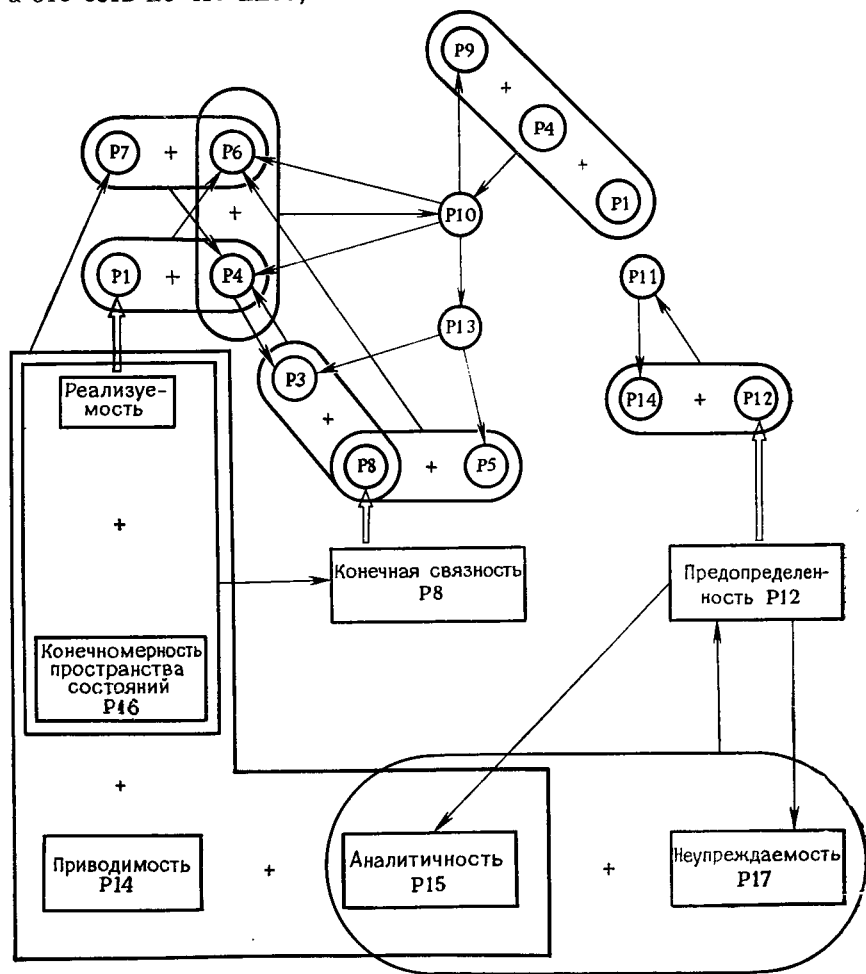 P9
+
P4
+
P1
P7 + P6
+
P10
P1 + P4
P11
P13
P3
+
P14 + P12
P8 + P5
Реализуе-
мость
+
Конечная связность
P8
Предопределен-
ность P12
Конечномерность
пространства
состояний
P16
+
Приводимость
P14
+
Аналитичность
P15
+
Неупреждаемость
P17